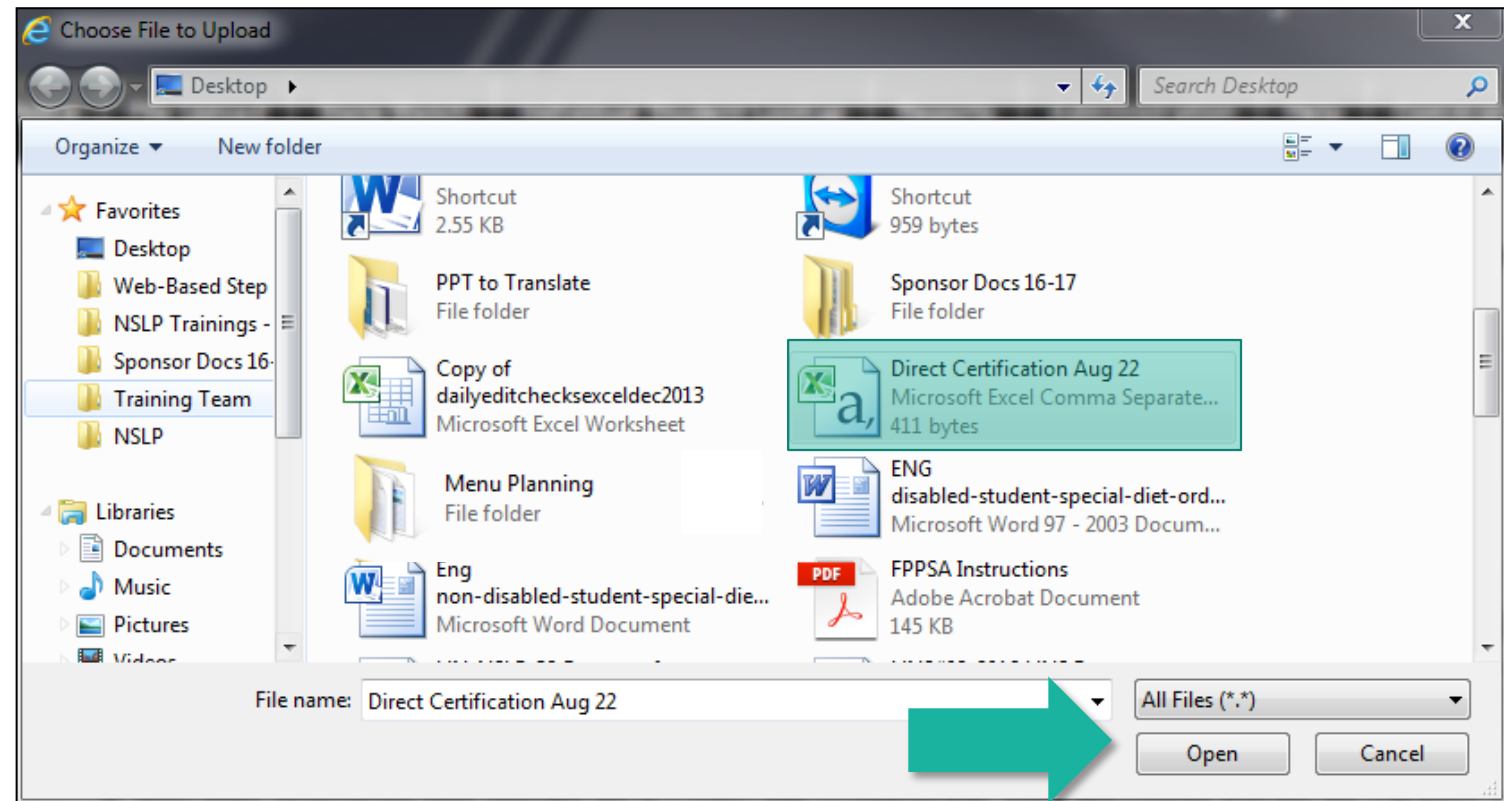 Choose File to Upload
X
Desktop
Search Desktop
Organize
New folder
Favorites
Desktop
Web-Based Step
NSLP Trainings -
Sponsor Docs 16-
Training Team
NSLP
Libraries
Documents
Music
Pictures
Videos
Shortcut
2.55 KB
Shortcut
959 bytes
PPT to Translate
File folder
Sponsor Docs 16-17
File folder
Copy of
dailyeditchecksexceldec2013
Microsoft Excel Worksheet
Direct Certification Aug 22
Microsoft Excel Comma Separate...
411 bytes
Menu Planning
File folder
ENG
disabled-student-special-diet-ord...
Microsoft Word 97 - 2003 Docum...
Eng
non-disabled-student-special-die...
Microsoft Word Document
PDF
FPPSA Instructions
Adobe Acrobat Document
145 KB
File name: Direct Certification Aug 22
All Files (*.*)
Open
Cancel